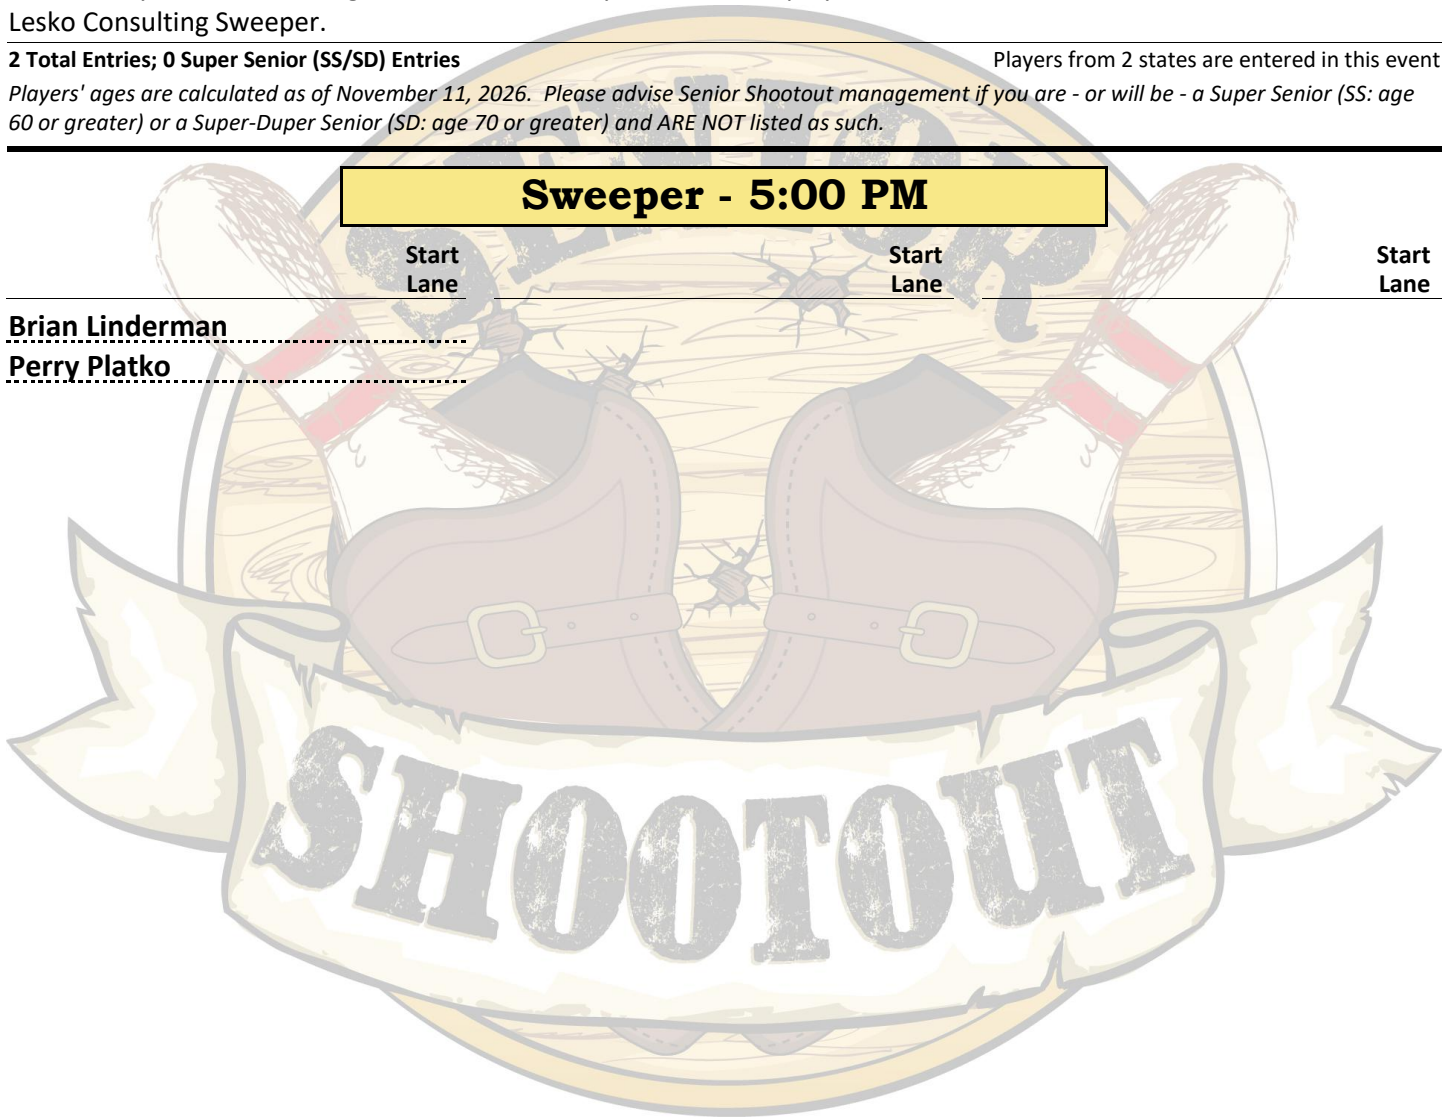 Lesko Consulting Sweeper.
2 Total Entries; 0 Super Senior (SS/SD) Entries
Players from 2 states are entered in this event
Players' ages are calculated as of November 11, 2026. Please advise Senior Shootout management if you are - or will be - a Super Senior (SS: age
60 or greater) or a Super-Duper Senior (SD: age 70 or greater) and ARE NOT listed as such.
SENIOR
Sweeper - 5:00 PM
Start Start Start
Lane Lane Lane
Brian Linderman
Perry Platko
SHOOTOUT